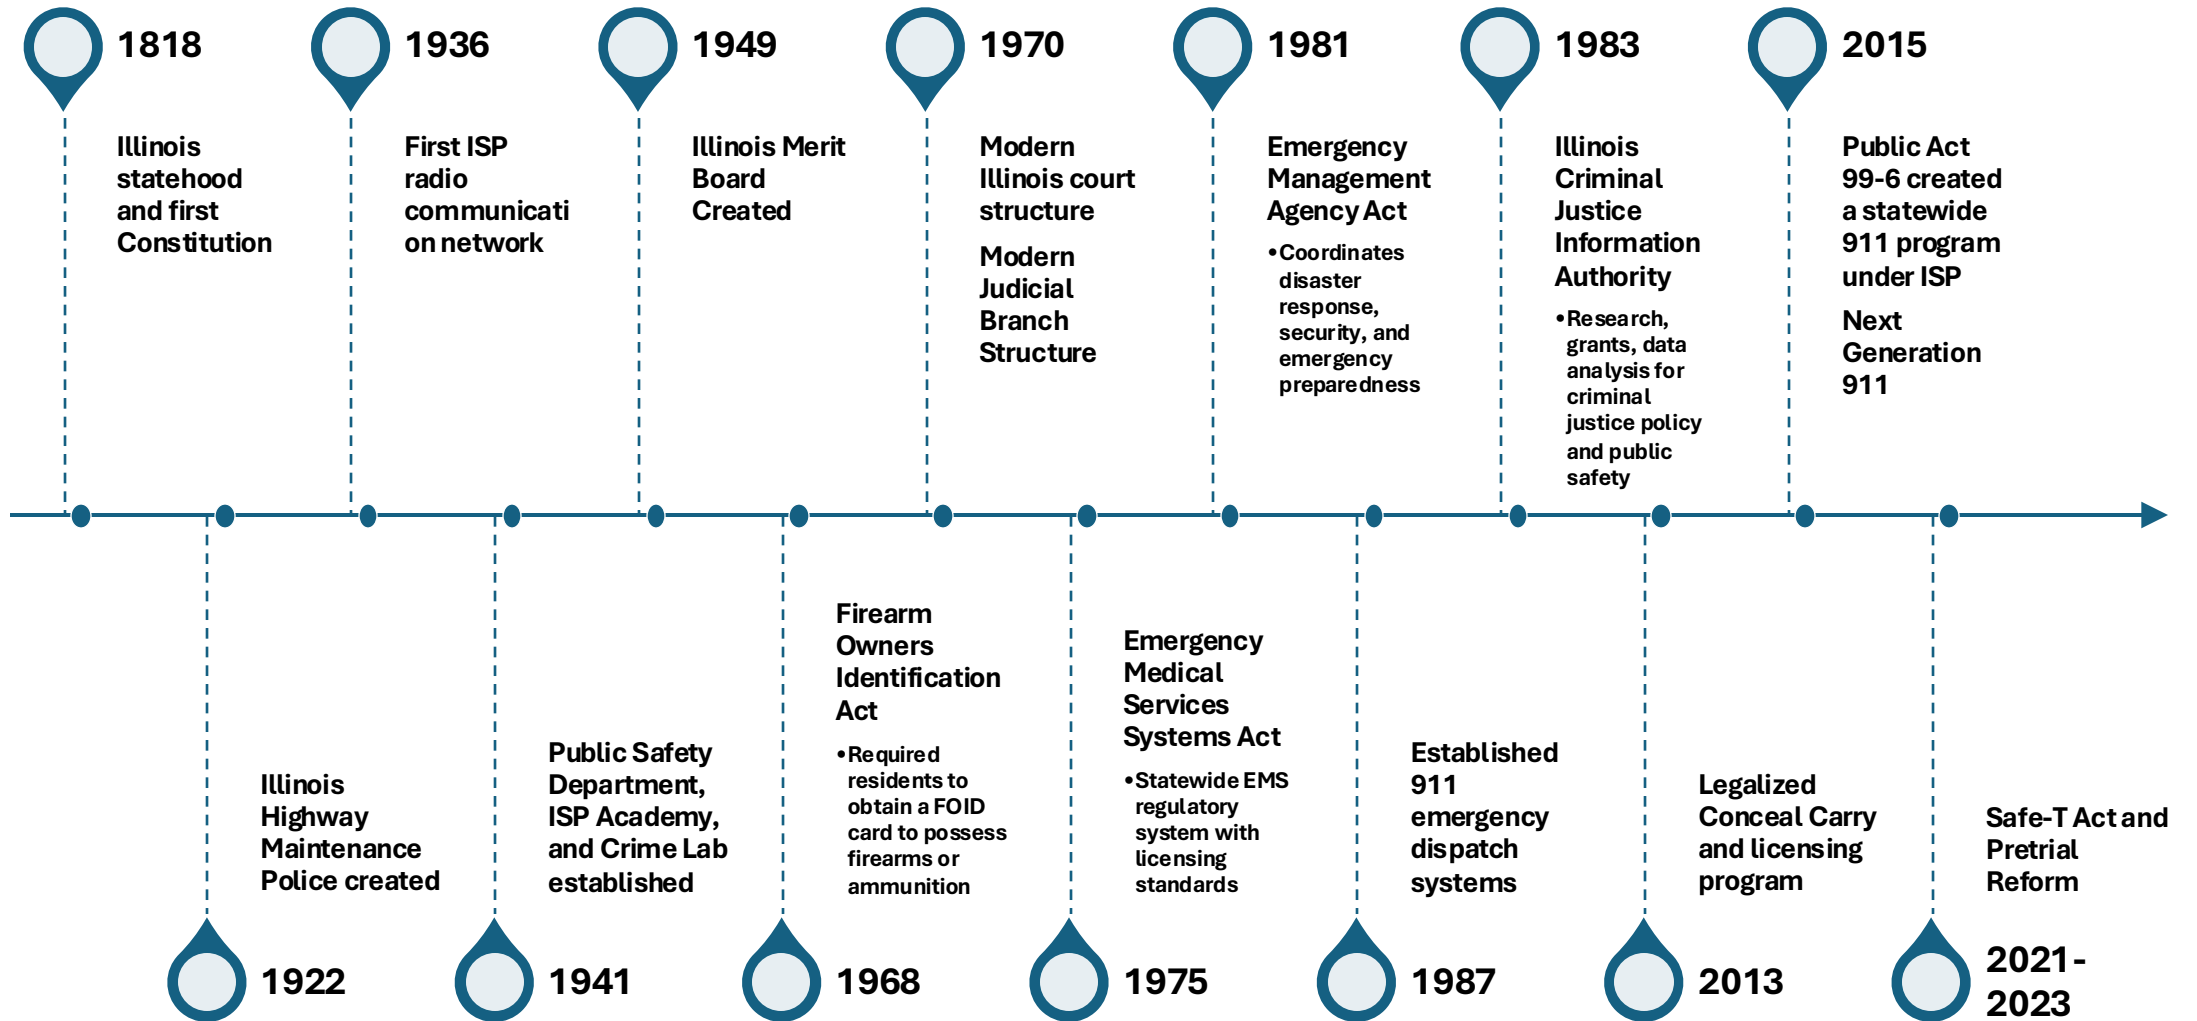 1818
Illinois
statehood
and first
Constitution
1936
First ISP
radio
communicati
on network
1949
Illinois Merit
Board
Created
1970
Modern
Illinois court
structure
Modern
Judicial
Branch
Structure
1981
Emergency
Management
Agency Act
•Coordinates
disaster
response,
security, and
emergency
preparedness
1983
Illinois
Criminal
Justice
Information
Authority
•Research,
grants, data
analysis for
criminal
justice policy
and public
safety
2015
Public Act
99-6 created
a statewide
911 program
under ISP
Next
Generation
911
Illinois
Highway
Maintenance
Police created
1922
Public Safety
Department,
ISP Academy,
and Crime Lab
established
1941
Firearm
Owners
Identification
Act
•Required
residents to
obtain a FOID
card to possess
firearms or
ammunition
1968
Emergency
Medical
Services
Systems Act
•Statewide EMS
regulatory
system with
licensing
standards
1975
Established
911
emergency
dispatch
systems
1987
Legalized
Conceal Carry
and licensing
program
2013
Safe-T Act and
Pretrial
Reform
2021-
2023